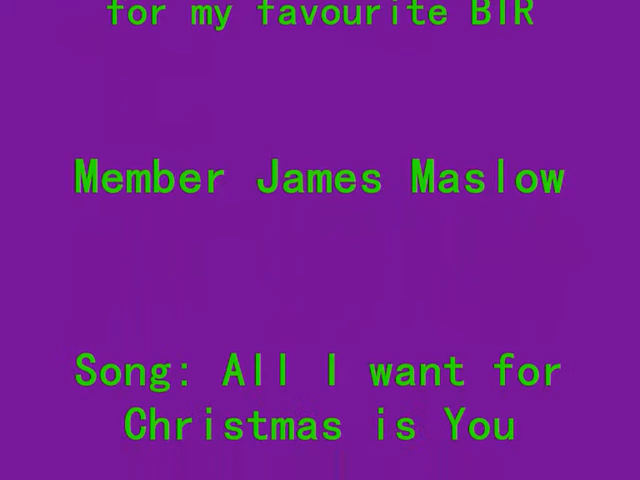 for my favourite BTR
Member James Maslow
Song: All I want for
Christmas is You